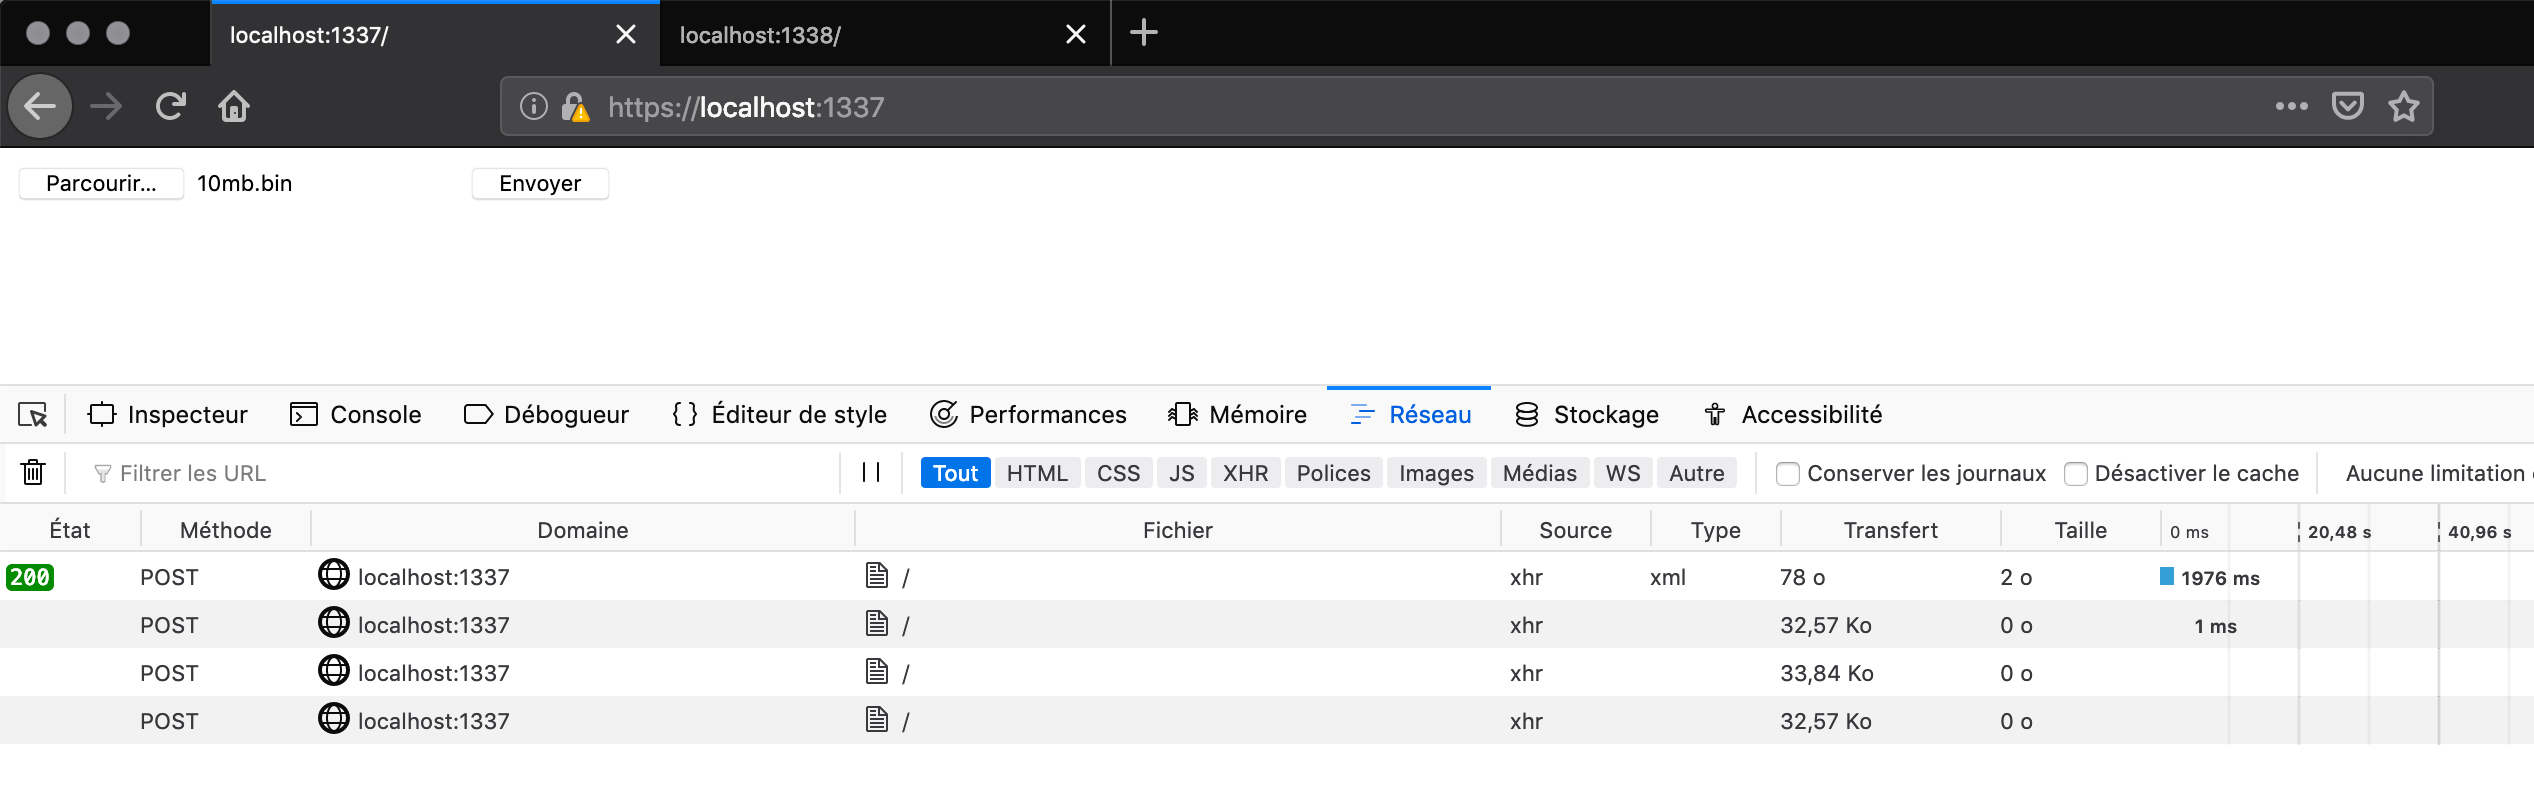 localhost:1337/ localhost:1338/
https://localhost:1337
Parcourir... 10mb.bin Envoyer
Inspecteur Console Débogueur Éditeur de style Performances Mémoire Réseau Stockage Accessibilité
Filtrer les URL Tout HTML CSS JS XHR Polices Images Médias WS Autre Conserver les journaux Désactiver le cache Aucune limitation
État Méthode Domaine Fichier Source Type Transfert Taille 0 ms 20,48 s 40,96 s
200 POST localhost:1337 / xhr xml 78 o 2 o 1976 ms
POST localhost:1337 / xhr 32,57 Ko 0 o 1 ms
POST localhost:1337 / xhr 33,84 Ko 0 o
POST localhost:1337 / xhr 32,57 Ko 0 o